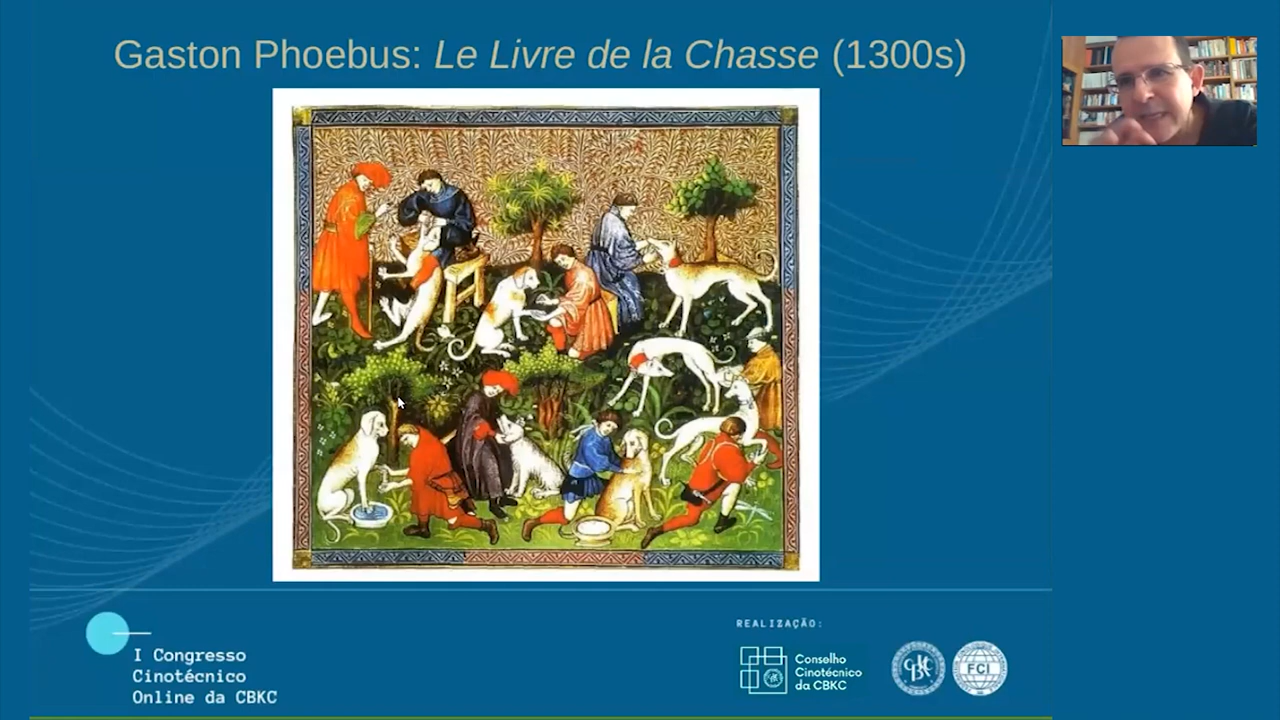 Gaston Phoebus: Le Livre de la Chasse (1300s)
I Congresso
Cinotécnico
Online da CBKC
REALIZAÇÃO:
Conselho
Cinotécnico
da CBKC
CBKC
FCI